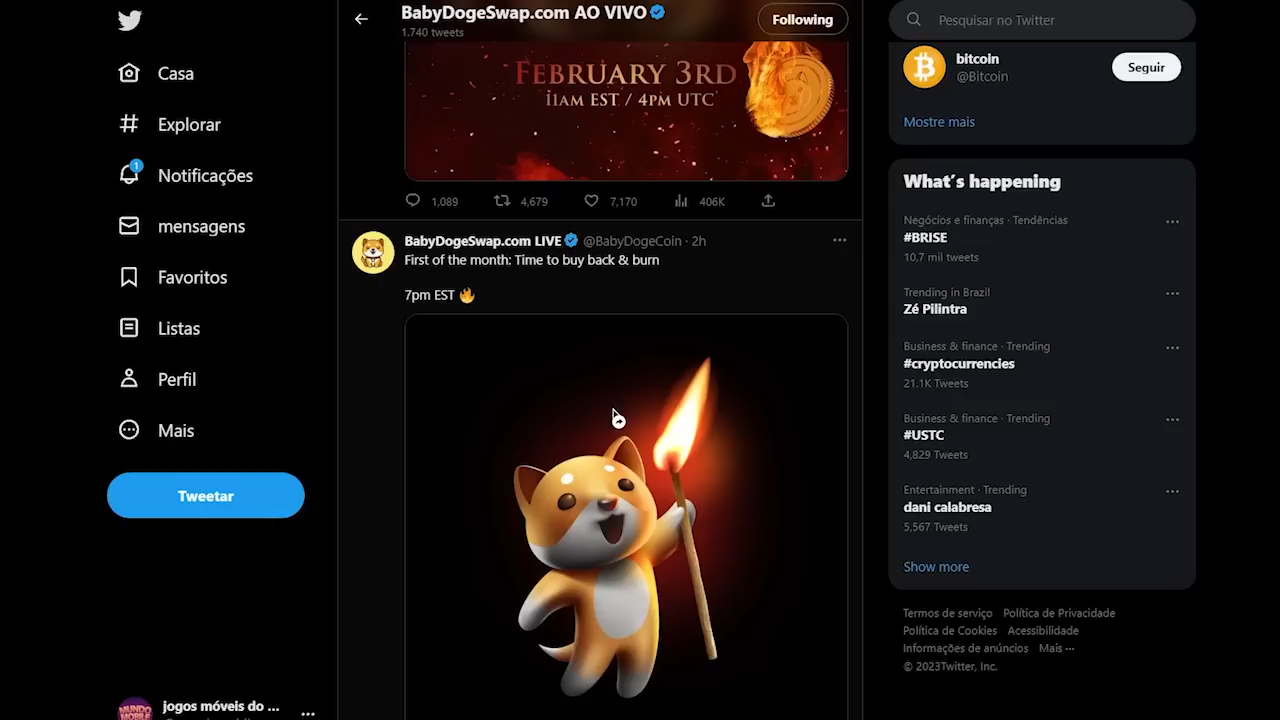 BabyDogeSwap.com AO VIVO
1.740 tweets
Following
Pesquisar no Twitter
Casa
Explorar
1
Notificações
mensagens
Favoritos
Listas
Perfil
Mais
Tweetar
jogos móveis do ...
MUNDO
MOBILE
FEBRUARY 3RD
11AM EST / 4PM UTC
1,089
4,679
7,170
406K
BabyDogeSwap.com LIVE @BabyDogeCoin · 2h
First of the month: Time to buy back & burn
7pm EST
bitcoin
@Bitcoin
Seguir
Mostre mais
What´s happening
Negócios e finanças · Tendências
#BRISE
10,7 mil tweets
Trending in Brazil
Zé Pilintra
Business & finance · Trending
#cryptocurrencies
21.1K Tweets
Business & finance · Trending
#USTC
4,829 Tweets
Entertainment · Trending
dani calabresa
5,567 Tweets
Show more
Termos de serviço Política de Privacidade
Política de Cookies Acessibilidade
Informações de anúncios Mais ···
© 2023Twitter, Inc.